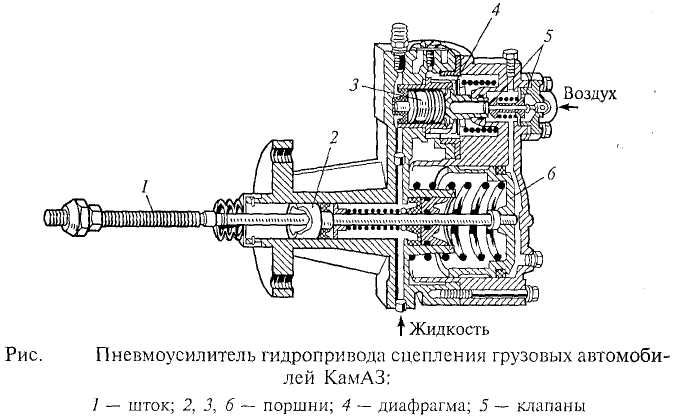 4
5
3
Воздух
2
1
6
Жидкость
Рис. Пневмоусилитель гидропривода сцепления грузовых автомоби-
лей КамАЗ:
1 — шток; 2, 3, 6 — поршни; 4 — диафрагма; 5 — клапаны